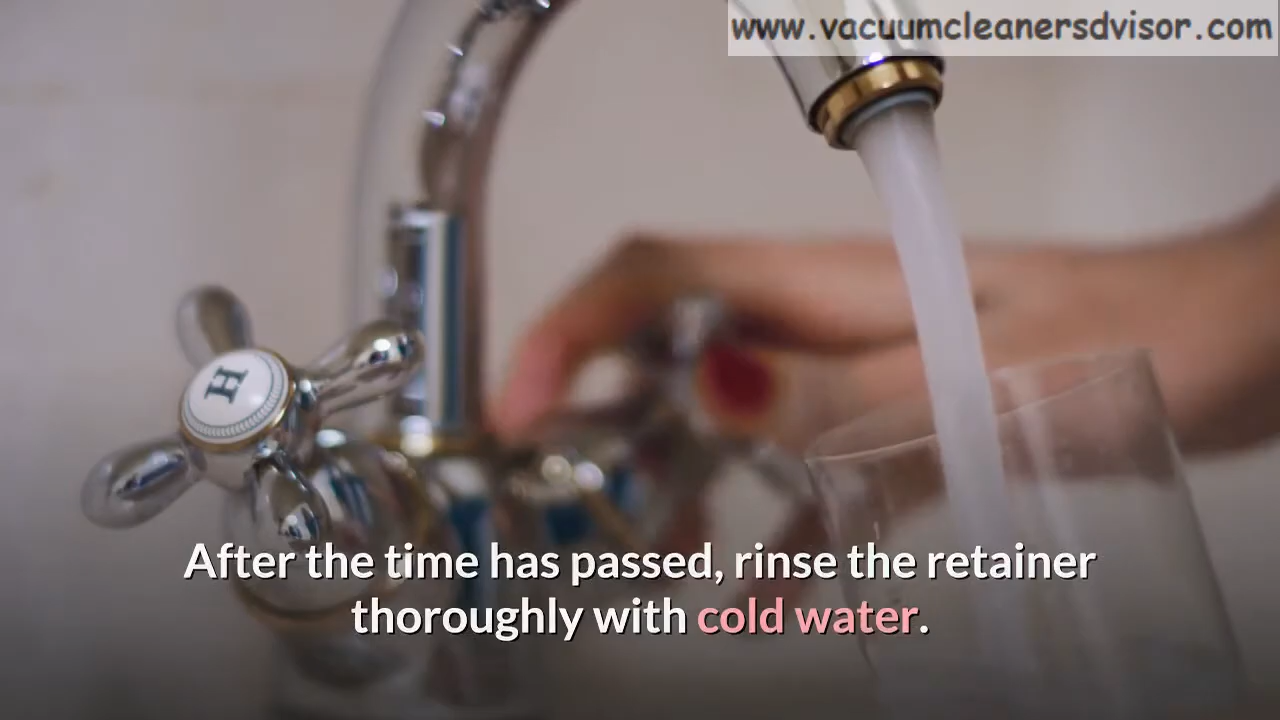 www.vacuumcleanersdvisor.com
H
After the time has passed, rinse the retainer
thoroughly with cold water.